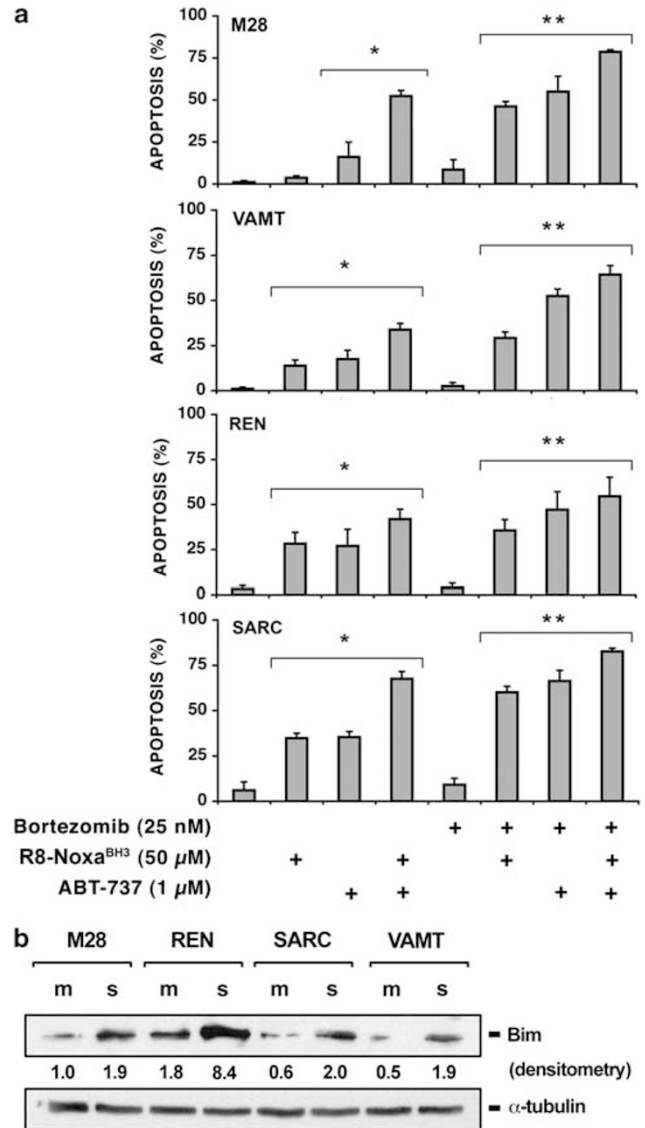 a
M28
*
**
APOPTOSIS (%)
100
75
50
25
0
VAMT
*
**
APOPTOSIS (%)
100
75
50
25
0
REN
*
**
APOPTOSIS (%)
100
75
50
25
0
SARC
*
**
APOPTOSIS (%)
100
75
50
25
0
Bortezomib (25 nM) + + + +
R8-Noxa^BH3 (50 µM) + + + +
ABT-737 (1 µM) + + + +
b
M28 REN SARC VAMT
m s m s m s m s
Bim
1.0 1.9 1.8 8.4 0.6 2.0 0.5 1.9 (densitometry)
α-tubulin